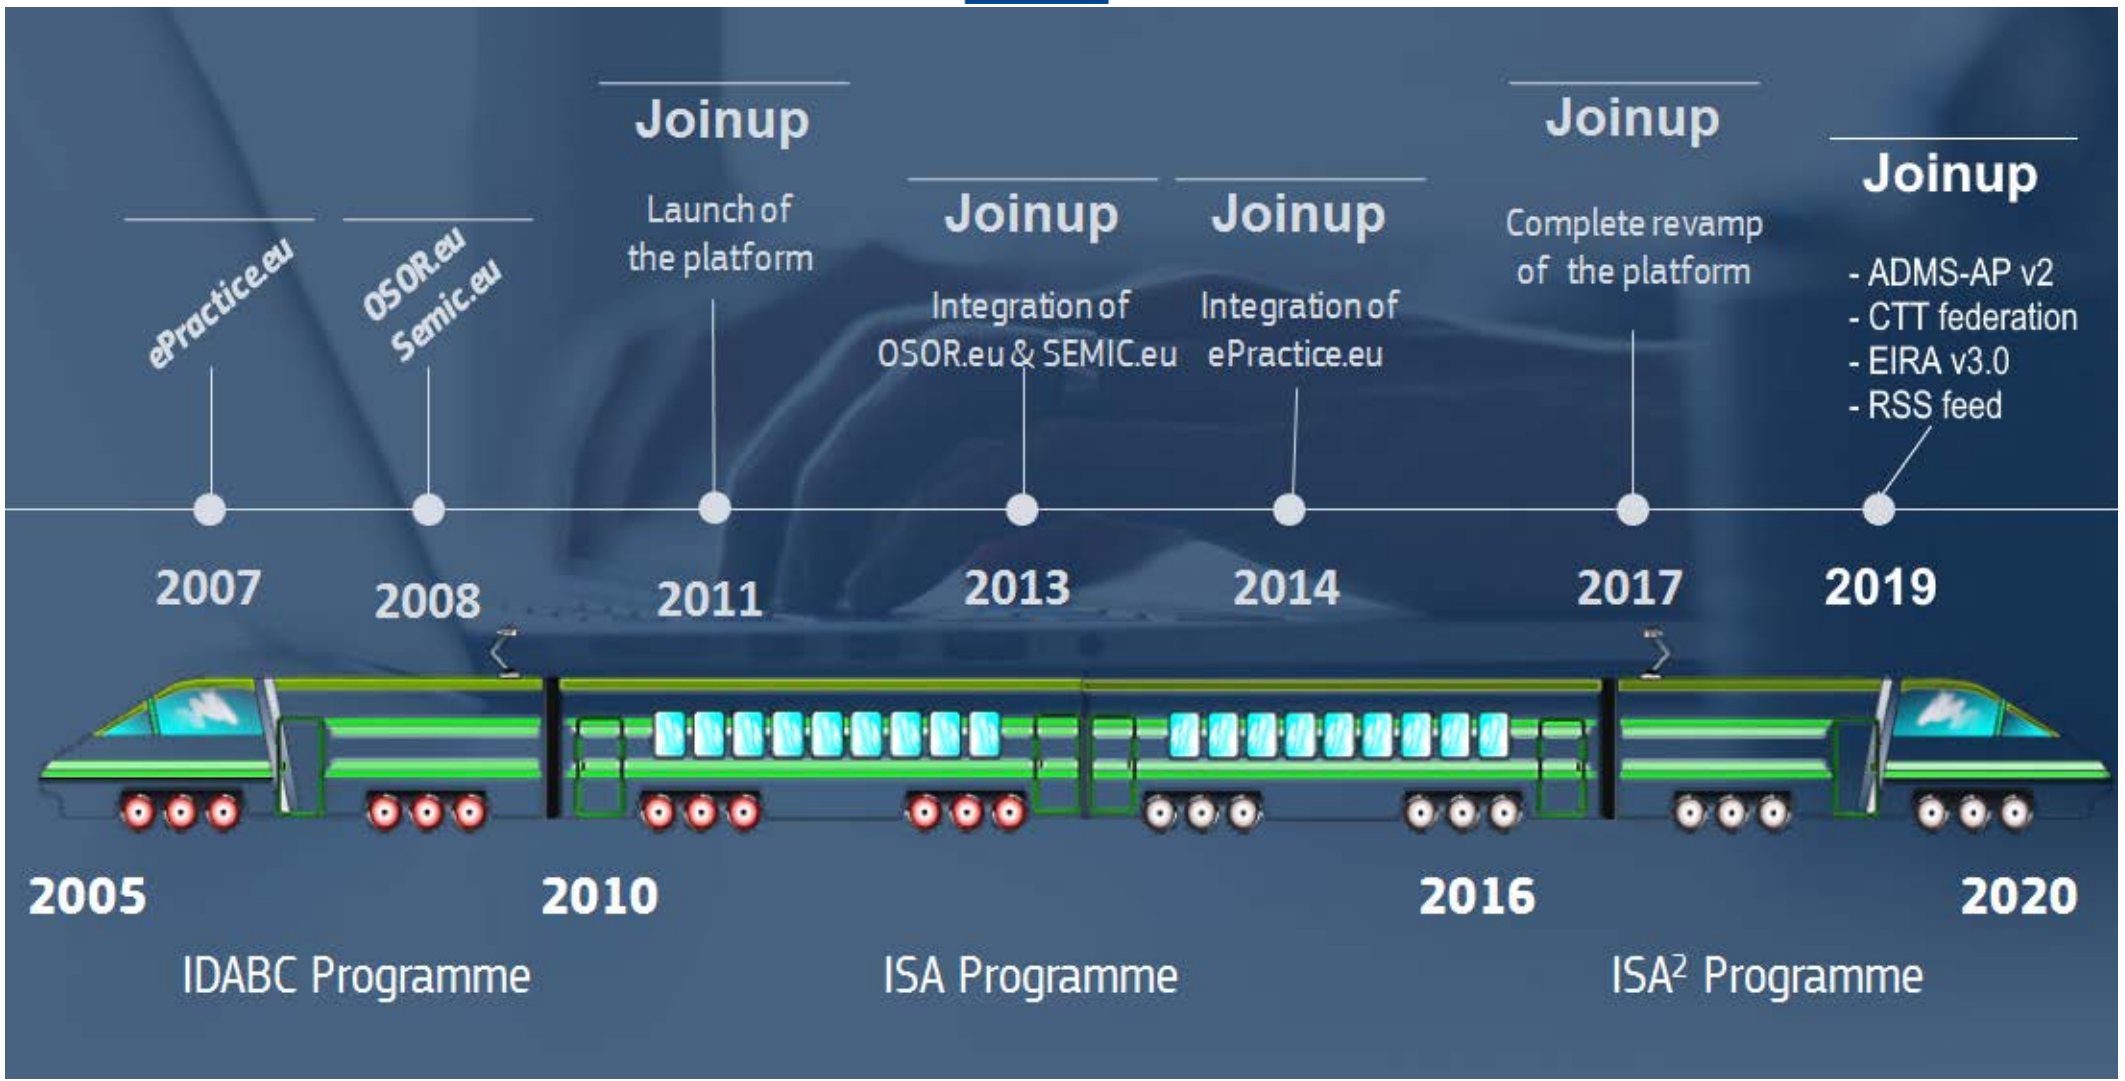 ePractice.eu
OSOR.eu
Semic.eu
Joinup
Launch of
the platform
Joinup
Integration of
OSOR.eu & SEMIC.eu
Joinup
Integration of
ePractice.eu
Joinup
Complete revamp
of the platform
Joinup
- ADMS-AP v2
- CTT federation
- EIRA v3.0
- RSS feed
2007
2008
2011
2013
2014
2017
2019
2005
2010
2016
2020
IDABC Programme
ISA Programme
ISA² Programme